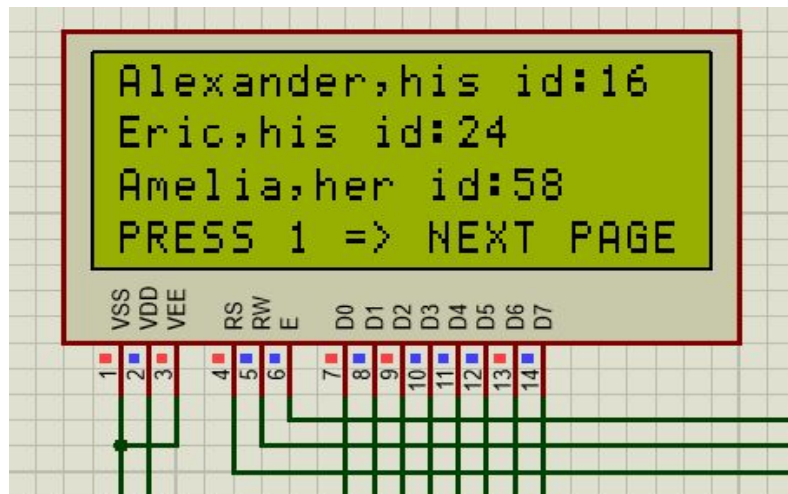 Alexander,his id:16
Eric,his id:24
Amelia,her id:58
PRESS 1 => NEXT PAGE
VSS VDD VEE RS RW E D0 D1 D2 D3 D4 D5 D6 D7
1 2 3 4 5 6 7 8 9 10 11 12 13 14